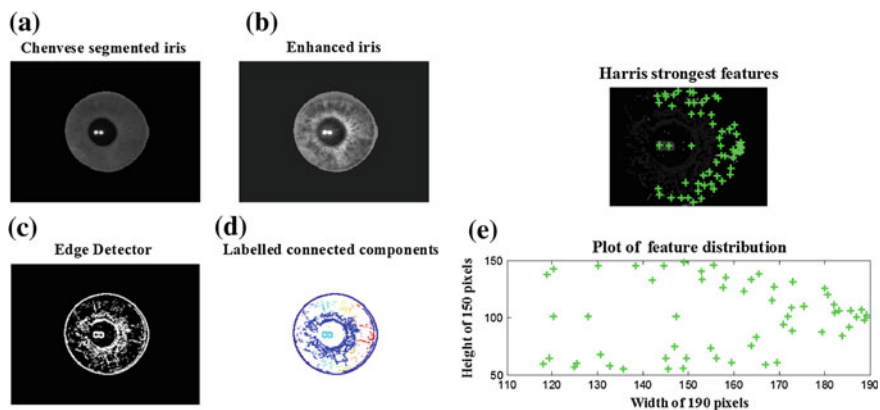 (a)
Chenvese segmented iris
(b)
Enhanced iris
Harris strongest features
(c)
Edge Detector
(d)
Labelled connected components
(e)
Plot of feature distribution
Height of 150 pixels
150
100
50
110 120 130 140 150 160 170 180 190
Width of 190 pixels